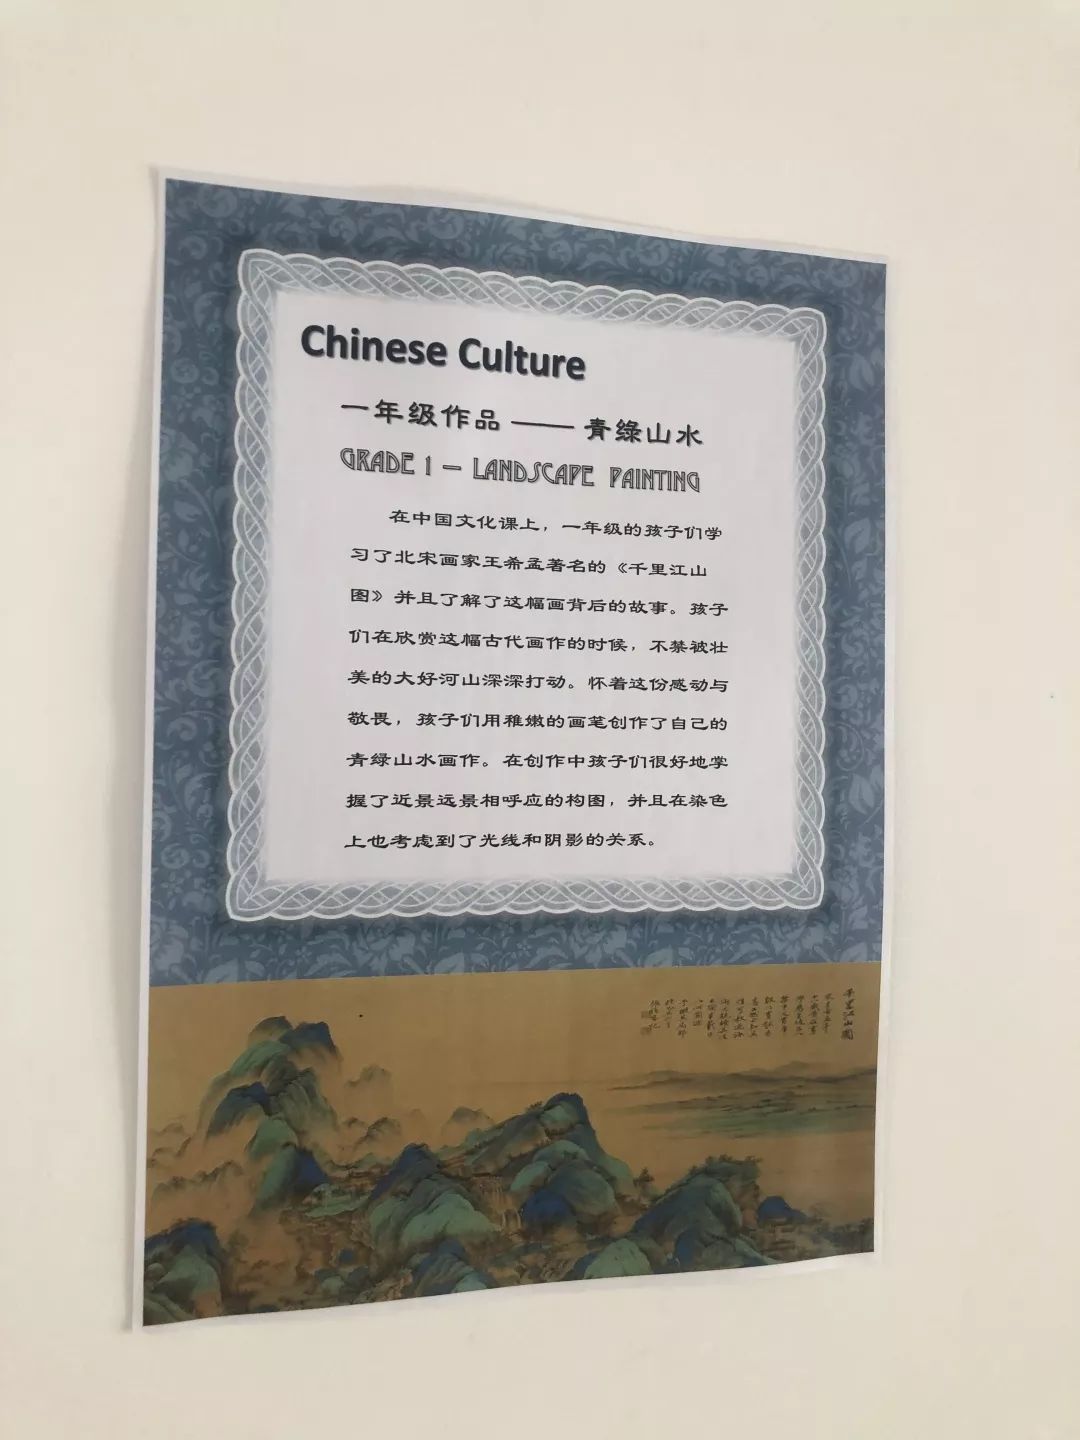 Chinese Culture
一年级作品 —— 青绿山水
GRADE 1 — LANDSCAPE PAINTING
在中国文化课上，一年级的孩子们学
习了北宋画家王希孟著名的《千里江山
图》并且了解了这幅画背后的故事。孩子
们在欣赏这幅古代画作的时候，不禁被壮
美的大好河山深深打动。怀着这份感动与
敬畏，孩子们用稚嫩的画笔创作了自己的
青绿山水画作。在创作中孩子们很好地掌
握了近景远景相呼应的构图，并且在染色
上也考虑到了光线和阴影的关系。
千里江山圖